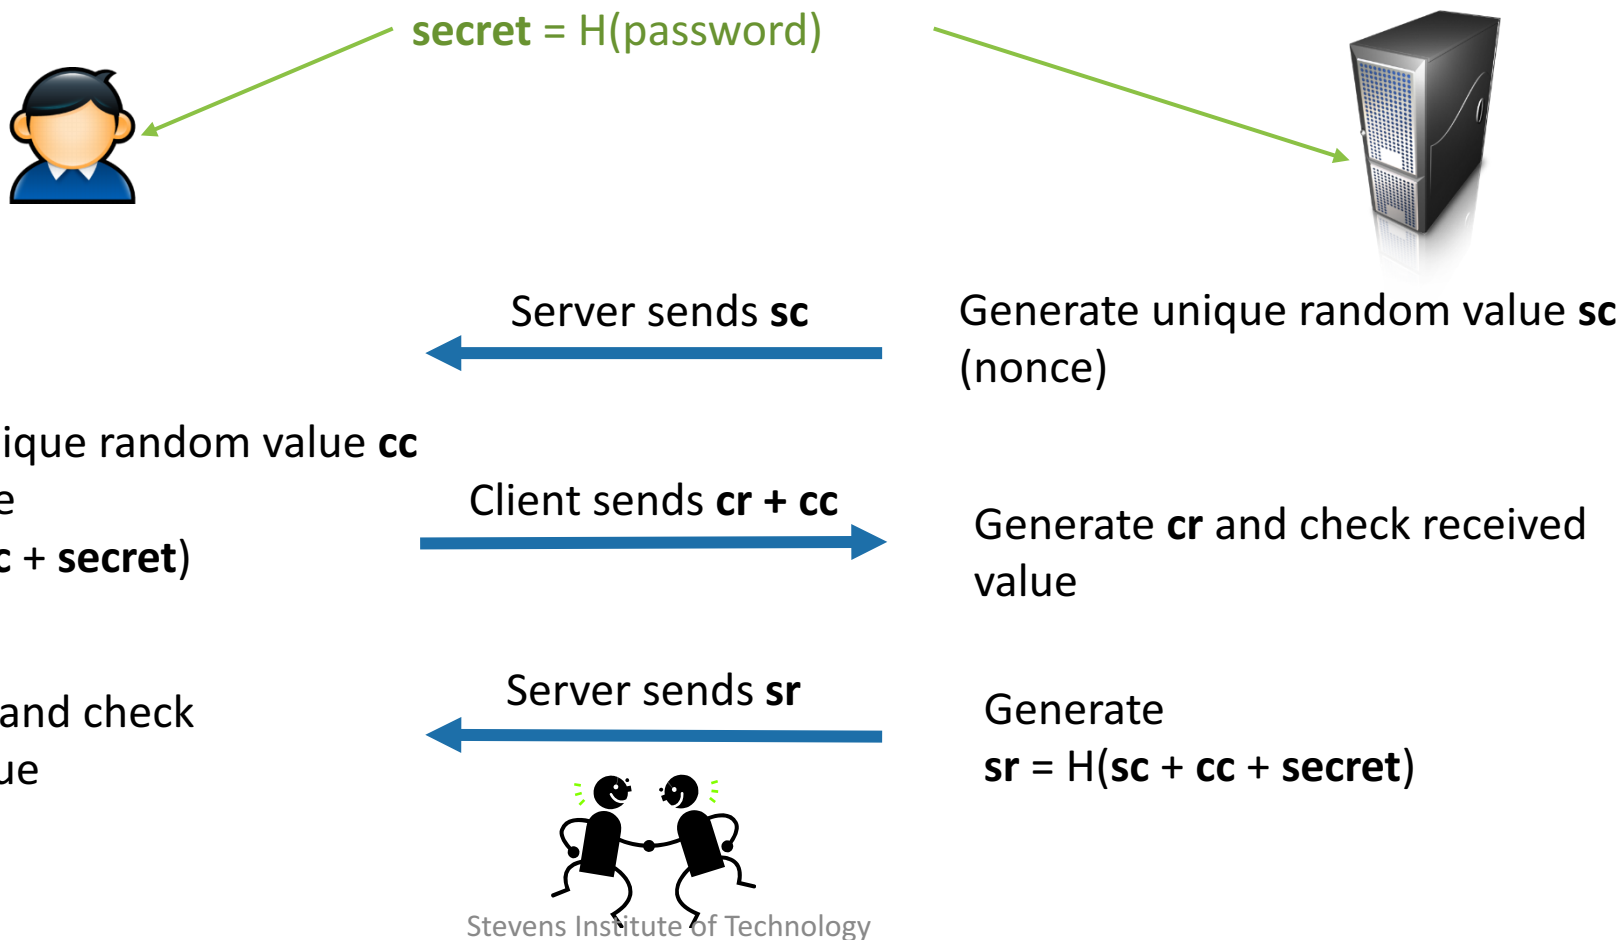 secret = H(password)
Server sends sc
Generate unique random value sc
(nonce)
random value cc
Client sends cr + cc
+ secret)
Generate cr and check received
value
Server sends sr
and check
Generate
sr = H(sc + cc + secret)
Stevens Institute of Technology